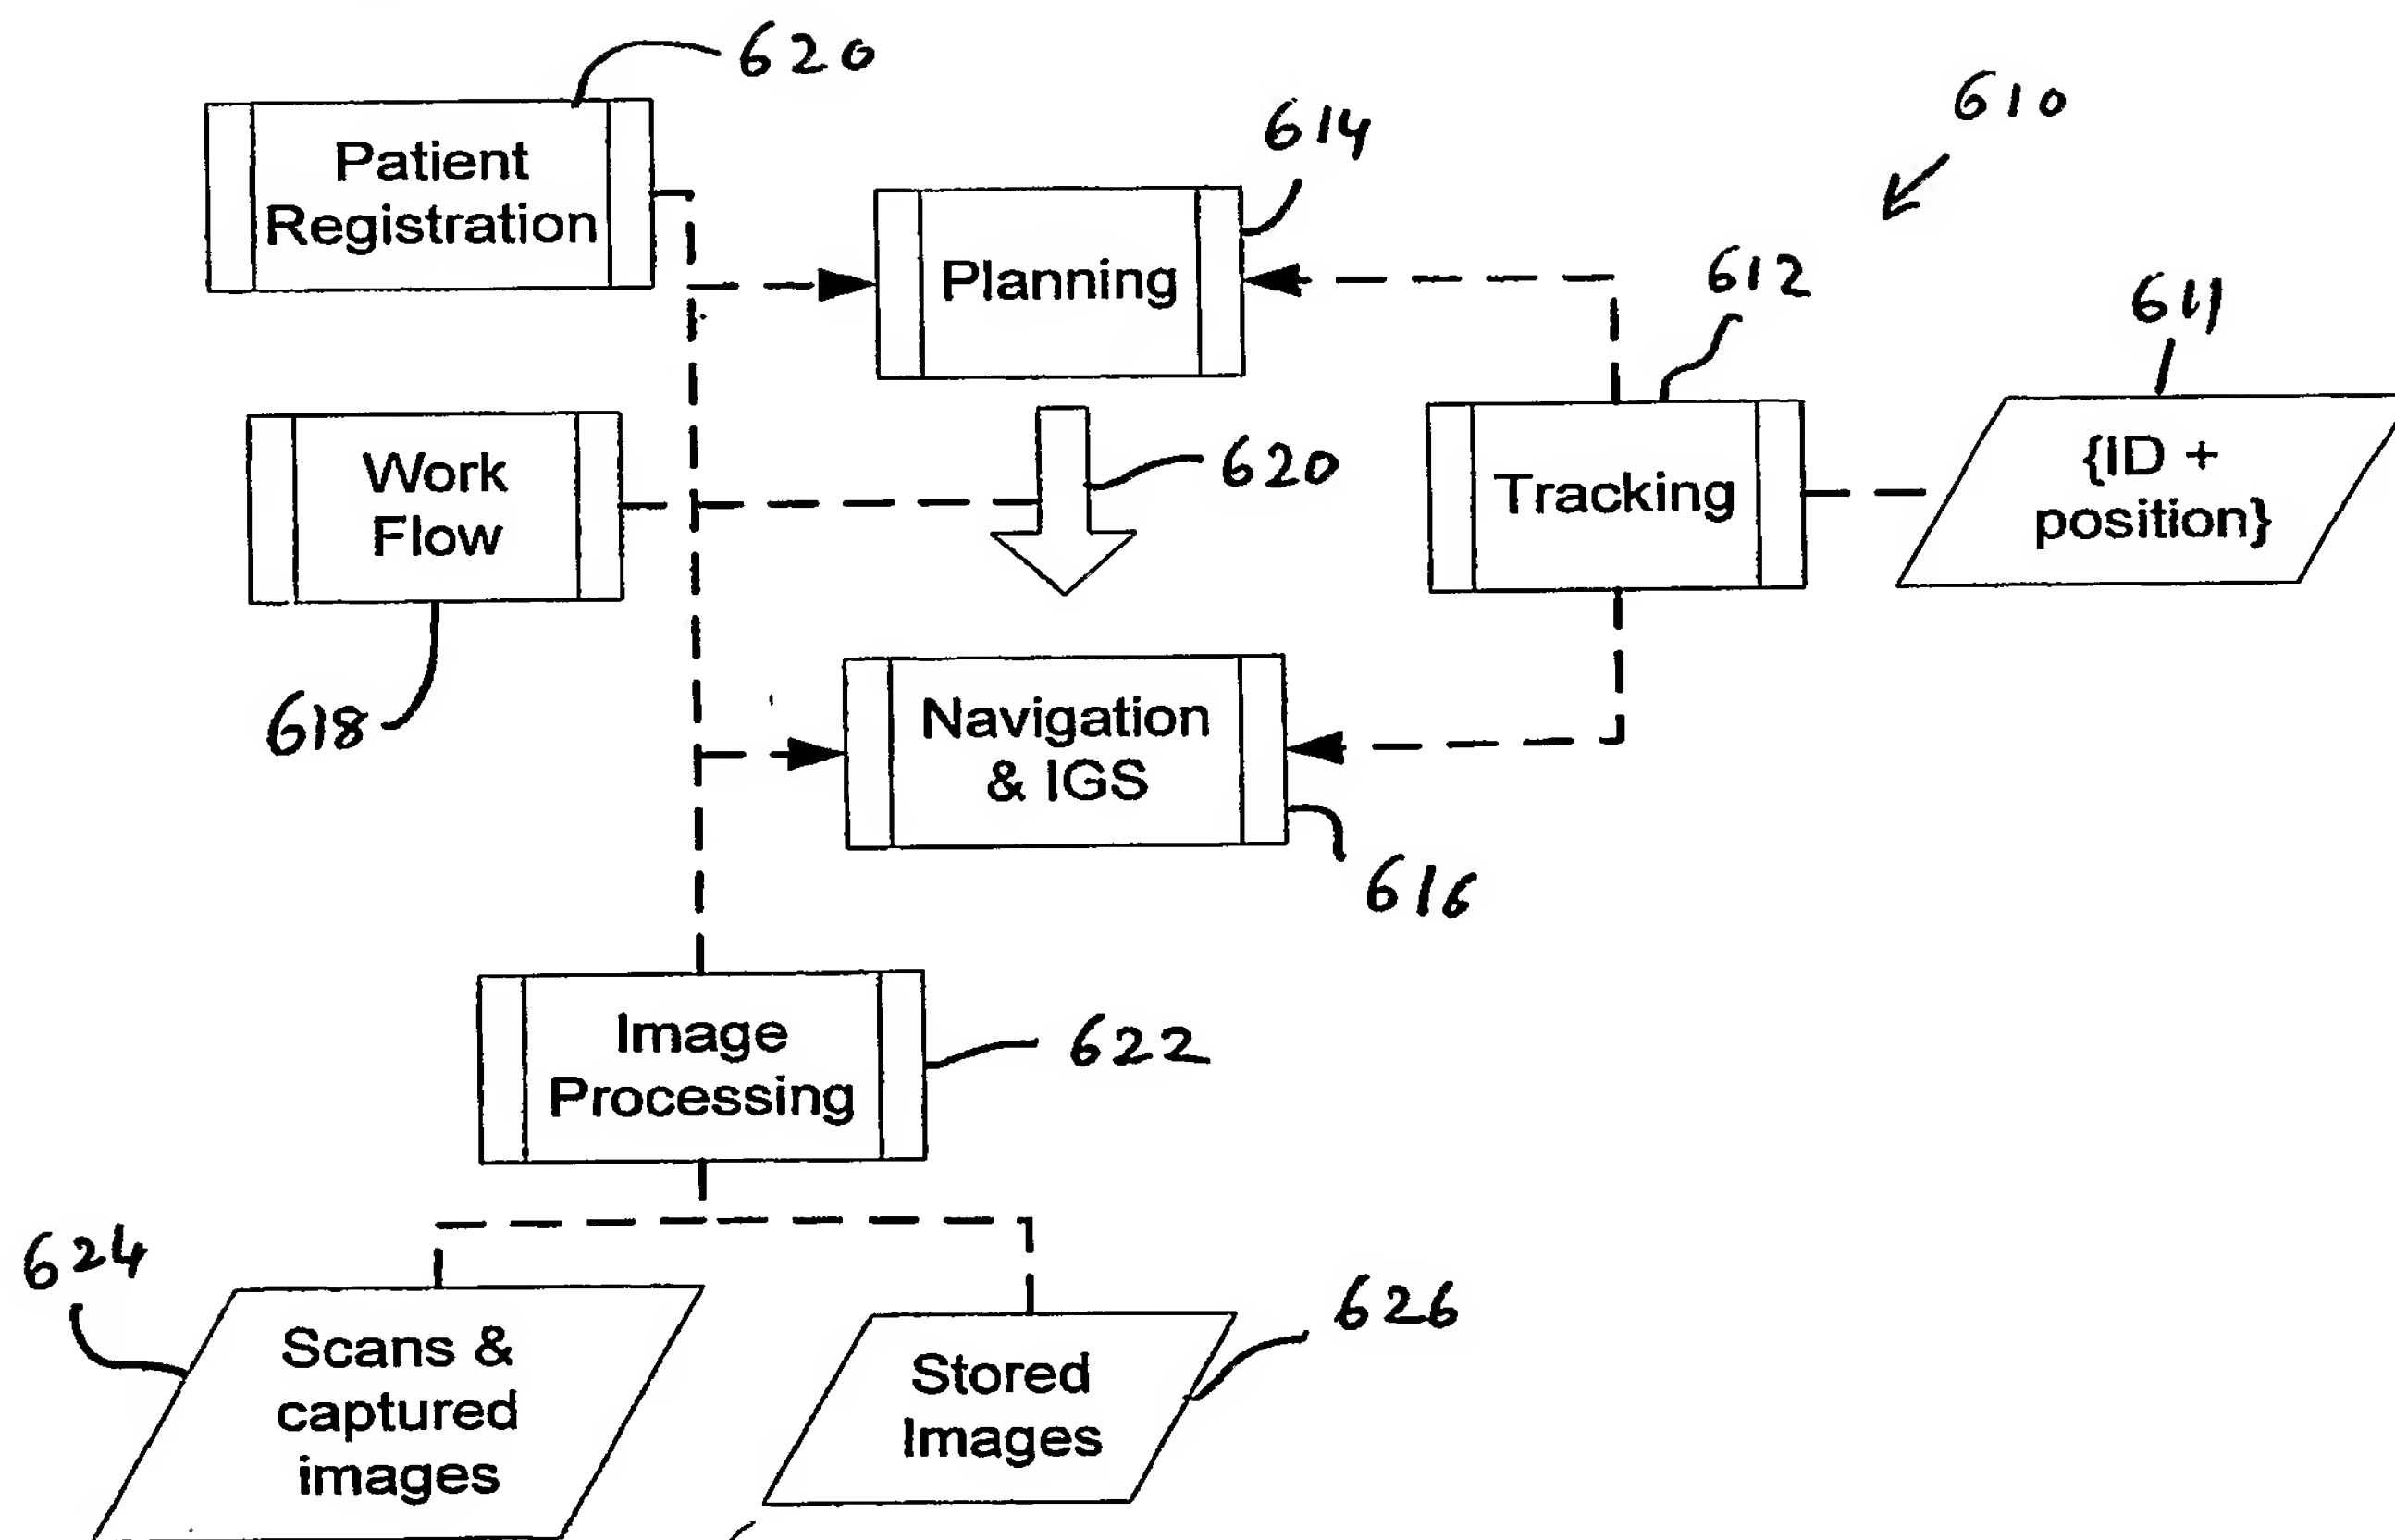 620
Patient
Registration
614
Planning
610
612
611
Work
Flow
620
Tracking
{ID +
position}
618
Navigation
& IGS
616
Image
Processing
622
624
Scans &
captured
images
626
Stored
Images